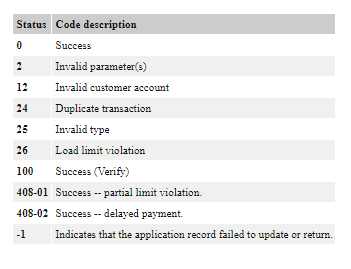 Status Code description
0 Success
2 Invalid parameter(s)
12 Invalid customer account
24 Duplicate transaction
25 Invalid type
26 Load limit violation
100 Success (Verify)
408-01 Success -- partial limit violation.
408-02 Success -- delayed payment.
-1 Indicates that the application record failed to update or return.